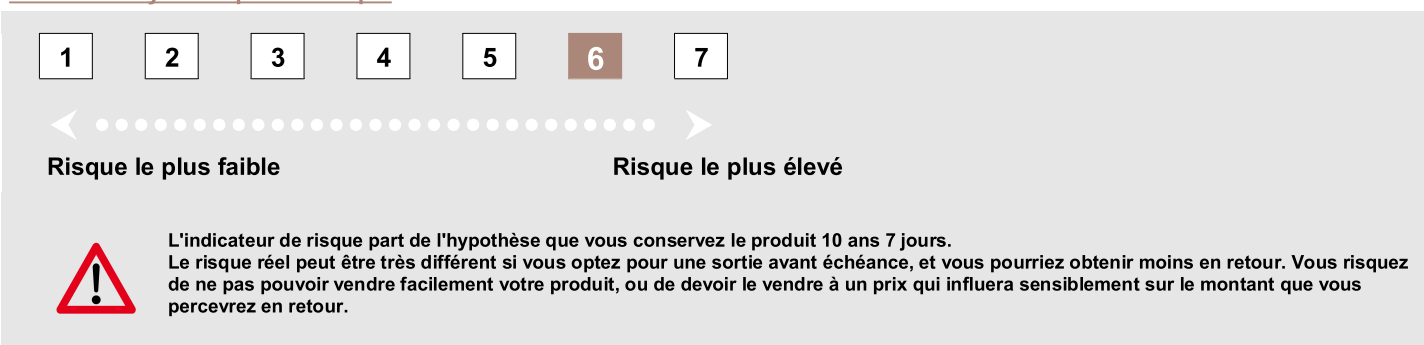 1 2 3 4 5 6 7
Risque le plus faible Risque le plus élevé
L'indicateur de risque part de l'hypothèse que vous conservez le produit 10 ans 7 jours.
Le risque réel peut être très différent si vous optez pour une sortie avant échéance, et vous pourriez obtenir moins en retour. Vous risquez
de ne pas pouvoir vendre facilement votre produit, ou de devoir le vendre à un prix qui influera sensiblement sur le montant que vous
percevrez en retour.